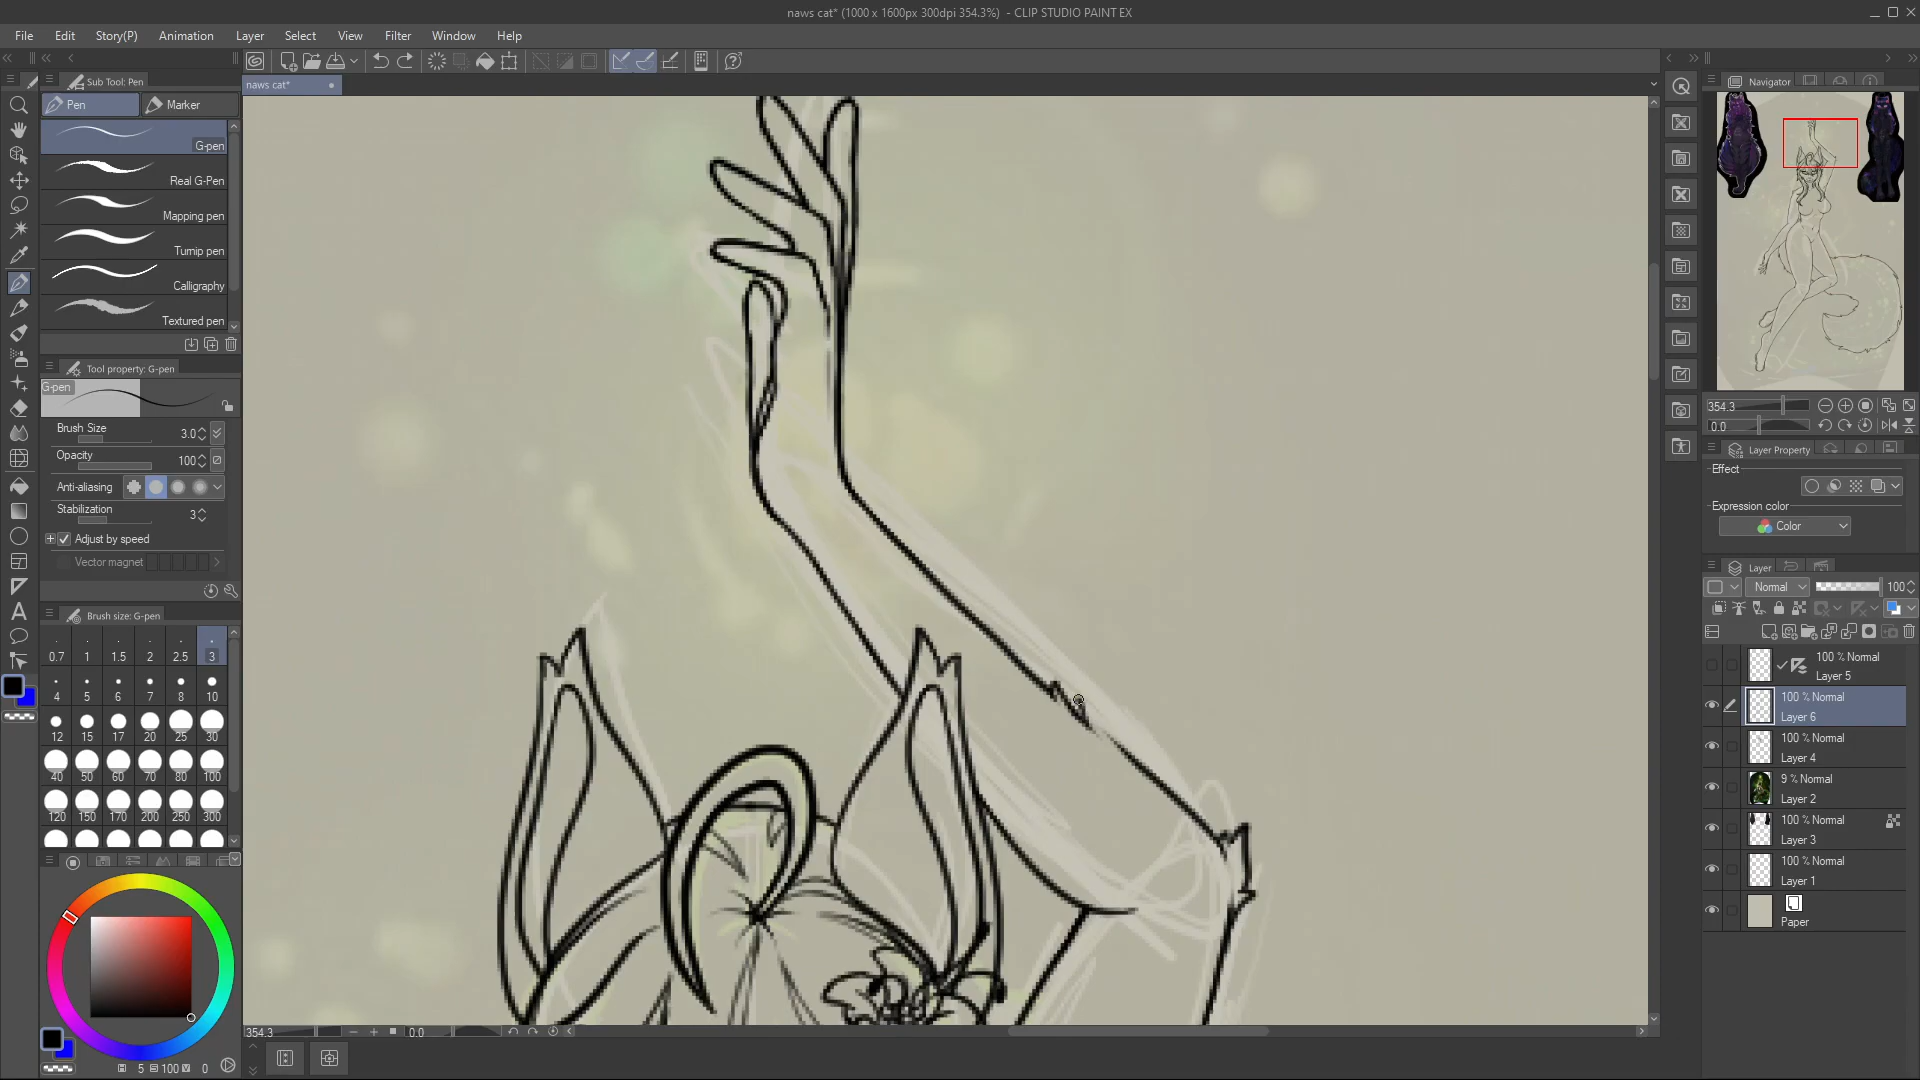 naws cat* (1000 x 1600px 300dpi 354.3%) - CLIP STUDIO PAINT EX
File Edit Story(P) Animation Layer Select View Filter Window Help
naws cat*
Sub Tool: Pen
Pen Marker
G-pen
Real G-Pen
Mapping pen
Turnip pen
Calligraphy
Textured pen
Tool property: G-pen
G-pen
Brush Size 3.0
Opacity 100
Anti-aliasing
Stabilization 3
Adjust by speed
Vector magnet
Brush size: G-pen
0.7 1 1.5 2 2.5 3
4 5 6 7 8 10
12 15 17 20 25 30
40 50 60 70 80 100
120 150 170 200 250 300
5 100 0
354.3 0.0
Navigator
354.3
0.0
Layer Property
Effect
Expression color
Color
Layer
Normal 100
100 % Normal
Layer 5
100 % Normal
Layer 6
100 % Normal
Layer 4
9 % Normal
Layer 2
100 % Normal
Layer 3
100 % Normal
Layer 1
Paper